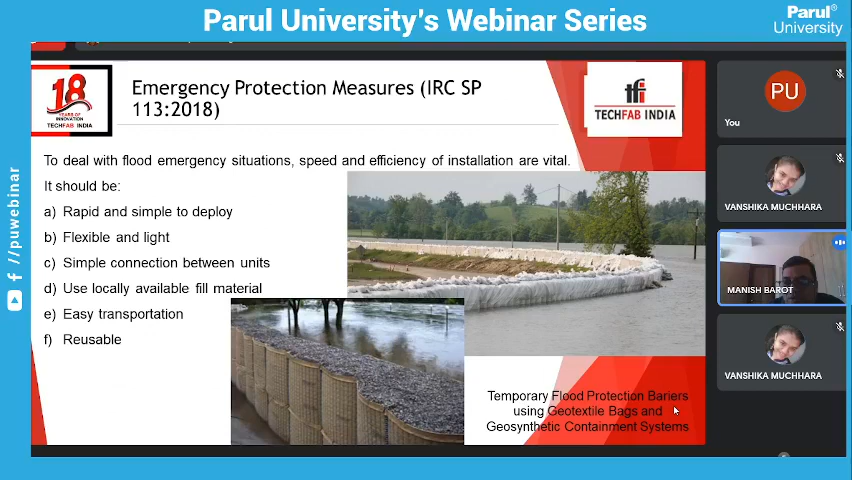 Parul University's Webinar Series
Parul®
University
18
YEARS OF
INNOVATION
TECHFAB INDIA
Emergency Protection Measures (IRC SP
113:2018)
tfi
TECHFAB INDIA
To deal with flood emergency situations, speed and efficiency of installation are vital.
It should be:
a) Rapid and simple to deploy
b) Flexible and light
c) Simple connection between units
d) Use locally available fill material
e) Easy transportation
f) Reusable
Temporary Flood Protection Bariers
using Geotextile Bags and
Geosynthetic Containment Systems
PU
You
VANSHIKA MUCHHARA
MANISH BAROT
VANSHIKA MUCHHARA
//puwebinar